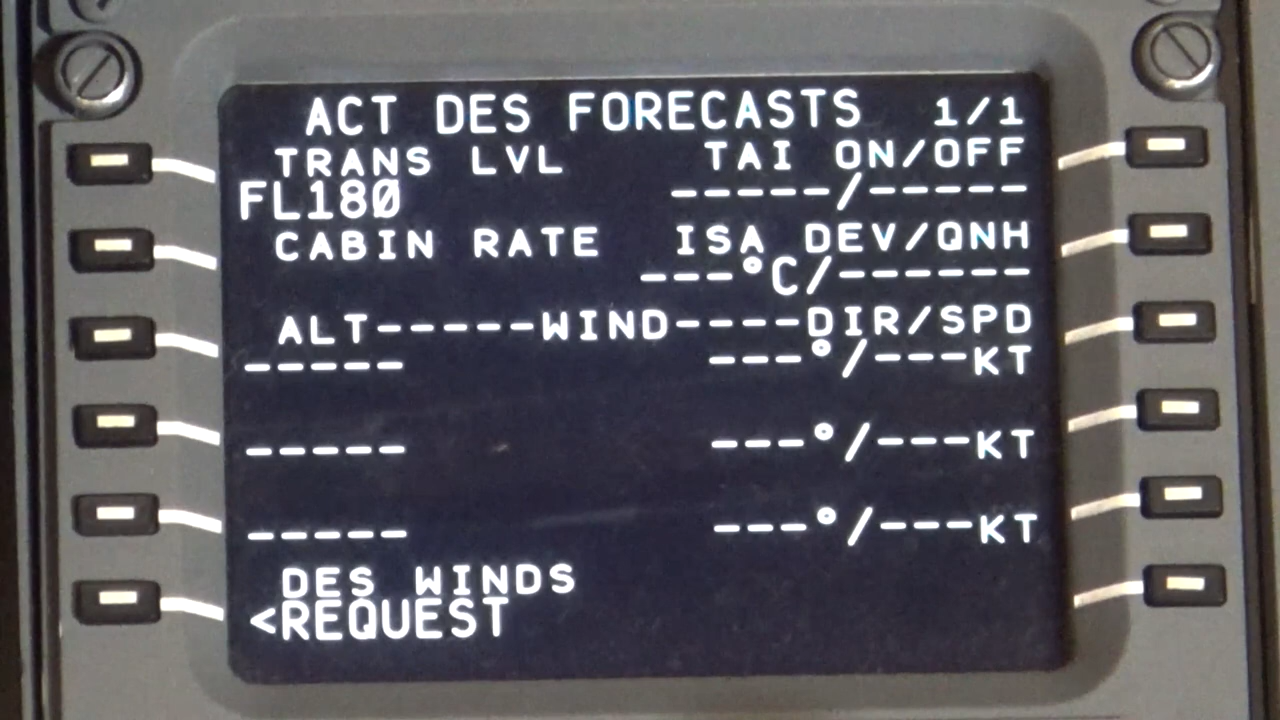 ACT DES FORECASTS 1/1
TRANS LVL TAI ON/OFF
FL180 -----/-----
CABIN RATE ISA DEV/QNH
---°C/------
ALT-----WIND----DIR/SPD
----- ---°/---KT
----- ---°/---KT
----- ---°/---KT
DES WINDS
<REQUEST